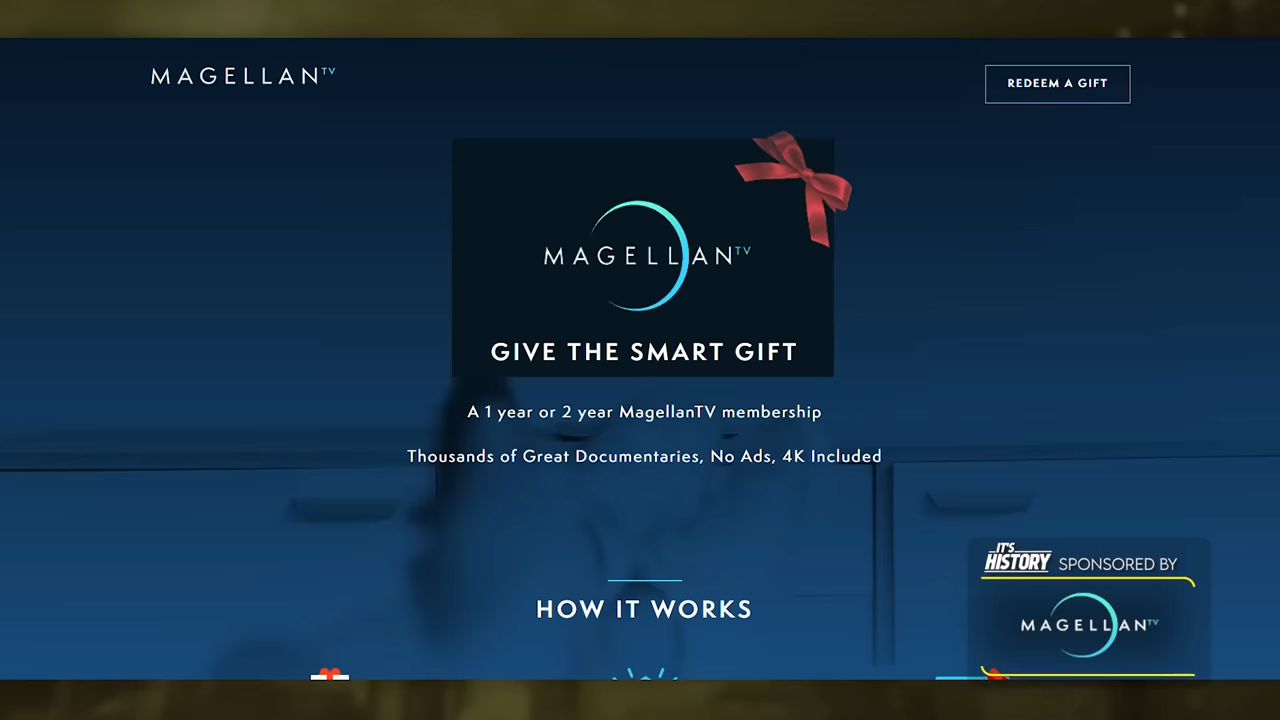 MAGELLANTV
REDEEM A GIFT
MAGELLANTV
GIVE THE SMART GIFT
A 1 year or 2 year MagellanTV membership
Thousands of Great Documentaries, No Ads, 4K Included
HOW IT WORKS
IT'S HISTORY SPONSORED BY
MAGELLANTV